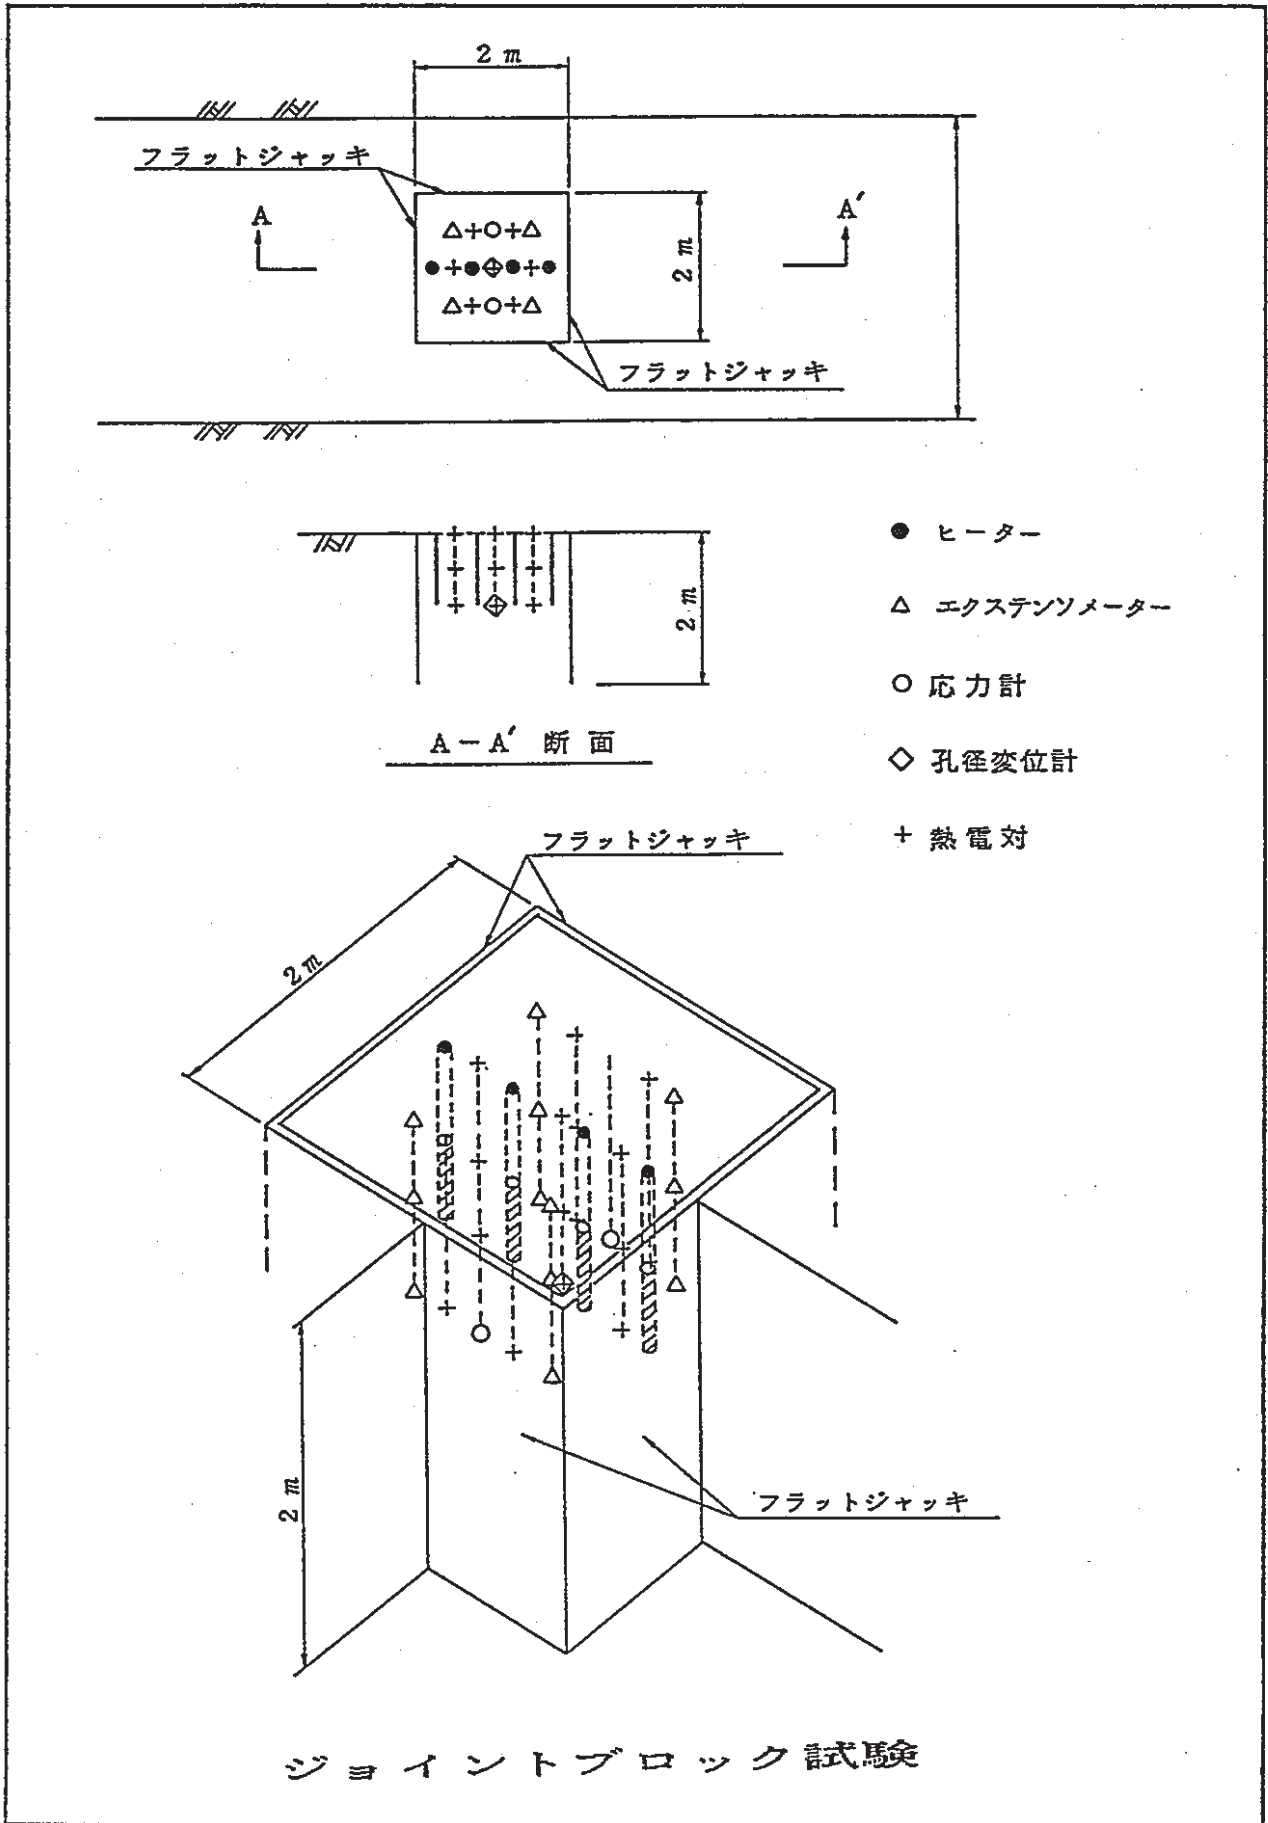 2 m
フラットジャッキ
A
A′
2 m
フラットジャッキ
2 m
A－A′ 断面
● ヒーター
△ エクステンソメーター
○ 応力計
◇ 孔径変位計
+ 熱電対
フラットジャッキ
2 m
2 m
フラットジャッキ
ジョイントブロック試験